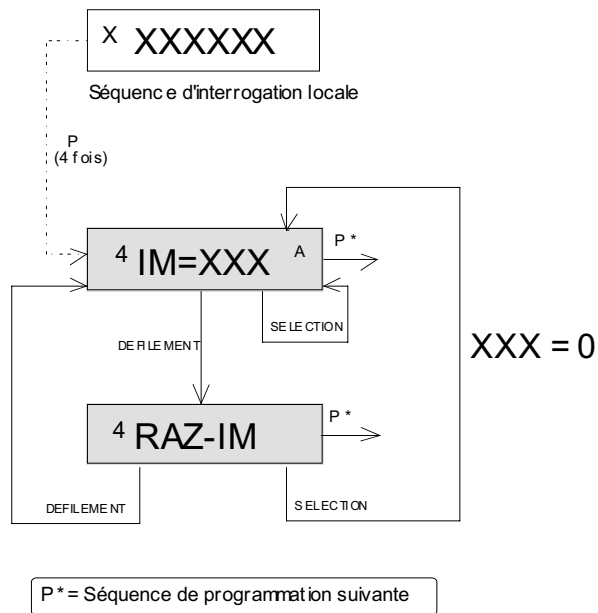 X XXXXXX
Séquence d'interrogation locale
P
(4 fois)
4 IM=XXX A
P *
SELECTION
DEFILEMENT
XXX = 0
4 RAZ-IM
P *
DEFILEMENT
SELECTION
P * = Séquence de programmation suivante